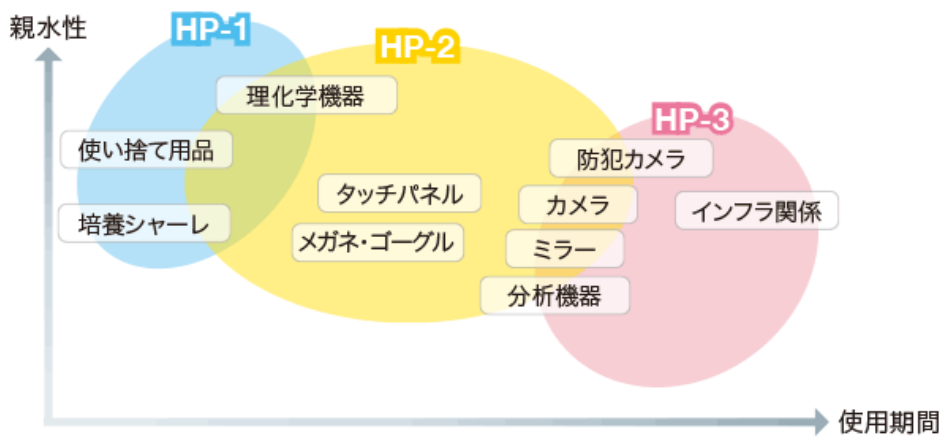 親水性
HP-1
HP-2
理化学機器
HP-3
使い捨て用品
防犯カメラ
タッチパネル
カメラ
インフラ関係
培養シャーレ
メガネ・ゴーグル
ミラー
分析機器
使用期間